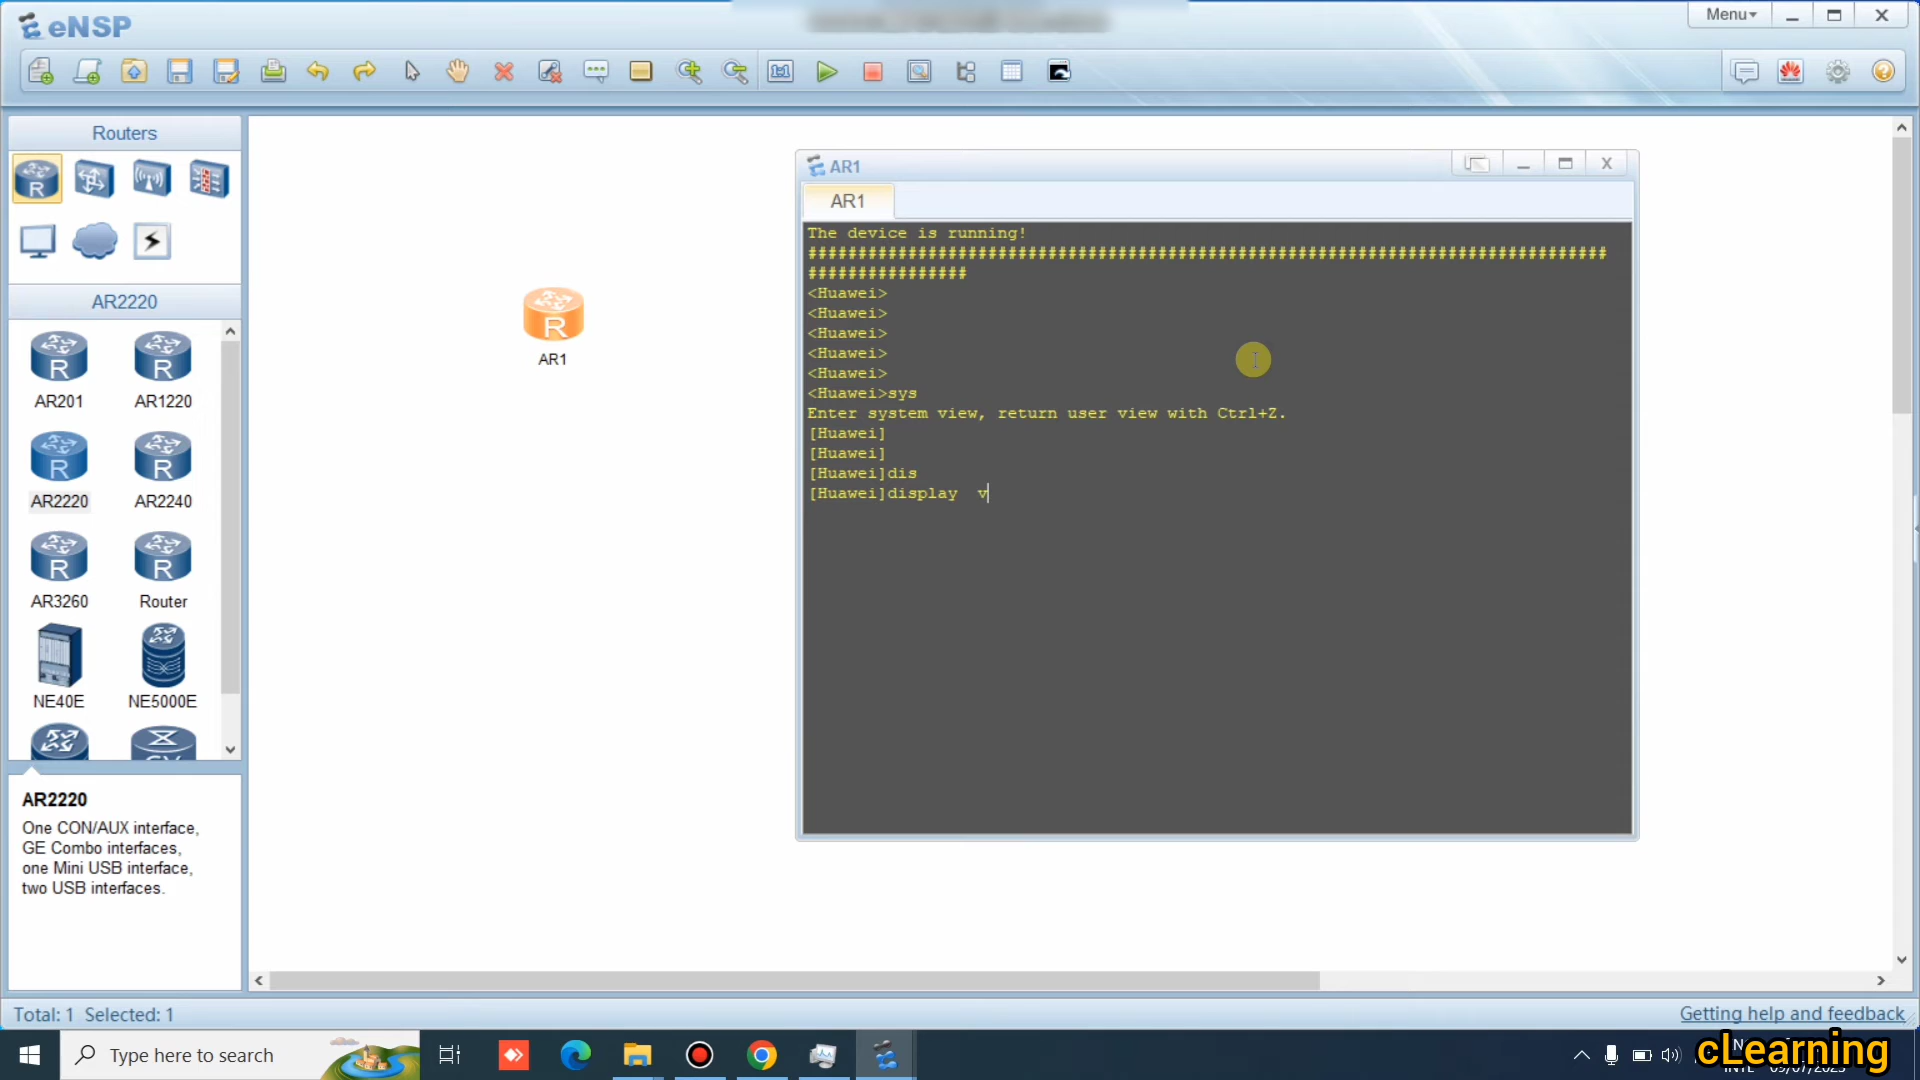 eNSP
Menu
Routers
AR2220
AR201
AR1220
AR2220
AR2240
AR3260
Router
NE40E
NE5000E
AR2220
One CON/AUX interface,
GE Combo interfaces,
one Mini USB interface,
two USB interfaces.
AR1
AR1
AR1
The device is running!
################################################################################
################
<Huawei>
<Huawei>
<Huawei>
<Huawei>
<Huawei>
<Huawei>sys
Enter system view, return user view with Ctrl+Z.
[Huawei]
[Huawei]
[Huawei]dis
[Huawei]display  v
Total: 1 Selected: 1
Getting help and feedback
Type here to search
cLearning